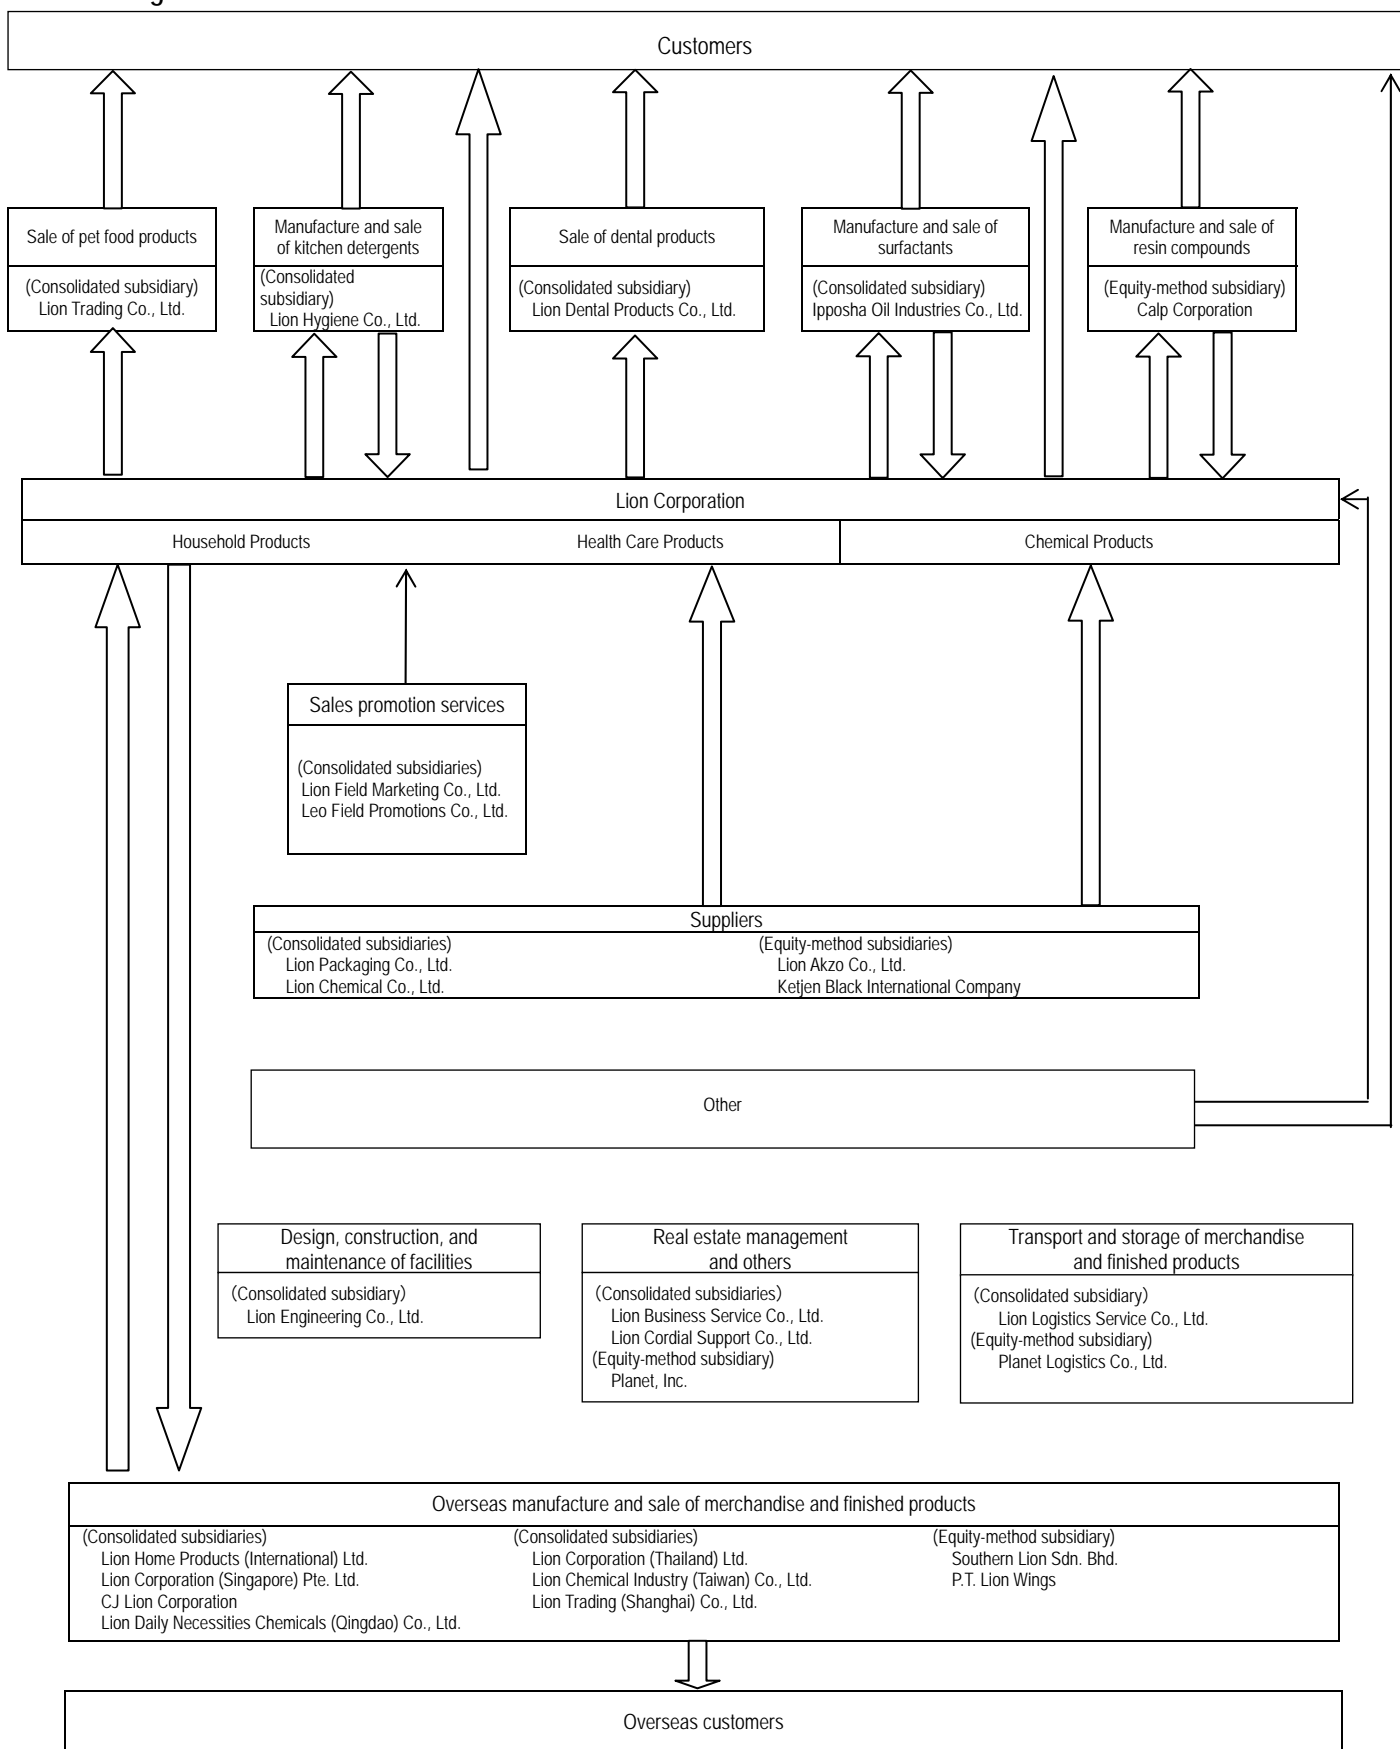 Customers
Sale of pet food products
(Consolidated subsidiary)
Lion Trading Co., Ltd.
Manufacture and sale
of kitchen detergents
(Consolidated
subsidiary)
Lion Hygiene Co., Ltd.
Sale of dental products
(Consolidated subsidiary)
Lion Dental Products Co., Ltd.
Manufacture and sale of
surfactants
(Consolidated subsidiary)
Ipposha Oil Industries Co., Ltd.
Manufacture and sale of
resin compounds
(Equity-method subsidiary)
Calp Corporation
Lion Corporation
Household Products
Health Care Products
Chemical Products
Sales promotion services
(Consolidated subsidiaries)
Lion Field Marketing Co., Ltd.
Leo Field Promotions Co., Ltd.
Suppliers
(Consolidated subsidiaries)
Lion Packaging Co., Ltd.
Lion Chemical Co., Ltd.
(Equity-method subsidiaries)
Lion Akzo Co., Ltd.
Ketjen Black International Company
Other
Design, construction, and
maintenance of facilities
(Consolidated subsidiary)
Lion Engineering Co., Ltd.
Real estate management
and others
(Consolidated subsidiaries)
Lion Business Service Co., Ltd.
Lion Cordial Support Co., Ltd.
(Equity-method subsidiary)
Planet, Inc.
Transport and storage of merchandise
and finished products
(Consolidated subsidiary)
Lion Logistics Service Co., Ltd.
(Equity-method subsidiary)
Planet Logistics Co., Ltd.
Overseas manufacture and sale of merchandise and finished products
(Consolidated subsidiaries)
Lion Home Products (International) Ltd.
Lion Corporation (Singapore) Pte. Ltd.
CJ Lion Corporation
Lion Daily Necessities Chemicals (Qingdao) Co., Ltd.
(Consolidated subsidiaries)
Lion Corporation (Thailand) Ltd.
Lion Chemical Industry (Taiwan) Co., Ltd.
Lion Trading (Shanghai) Co., Ltd.
(Equity-method subsidiary)
Southern Lion Sdn. Bhd.
P.T. Lion Wings
Overseas customers